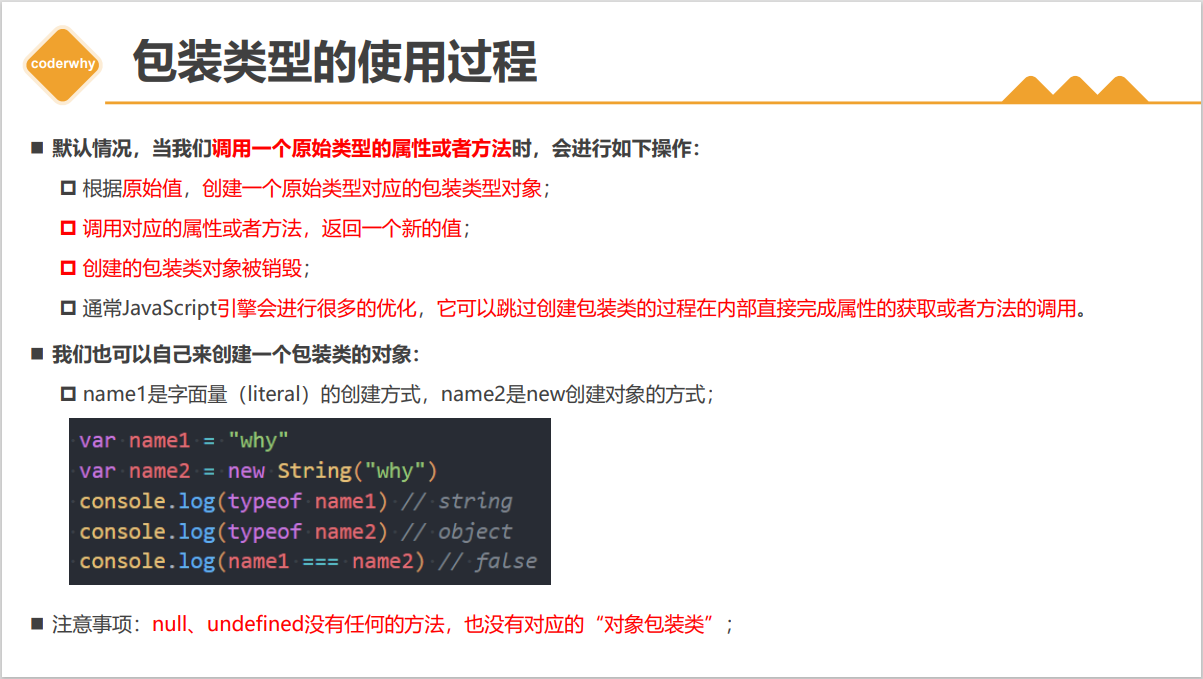 coderwhy
包装类型的使用过程
默认情况，当我们调用一个原始类型的属性或者方法时，会进行如下操作：
根据原始值，创建一个原始类型对应的包装类型对象；
调用对应的属性或者方法，返回一个新的值；
创建的包装类对象被销毁；
通常JavaScript引擎会进行很多的优化，它可以跳过创建包装类的过程在内部直接完成属性的获取或者方法的调用。
我们也可以自己来创建一个包装类的对象：
name1是字面量（literal）的创建方式，name2是new创建对象的方式；
var name1 = "why"
var name2 = new String("why")
console.log(typeof name1) // string
console.log(typeof name2) // object
console.log(name1 === name2) // false
注意事项：null、undefined没有任何的方法，也没有对应的“对象包装类”；